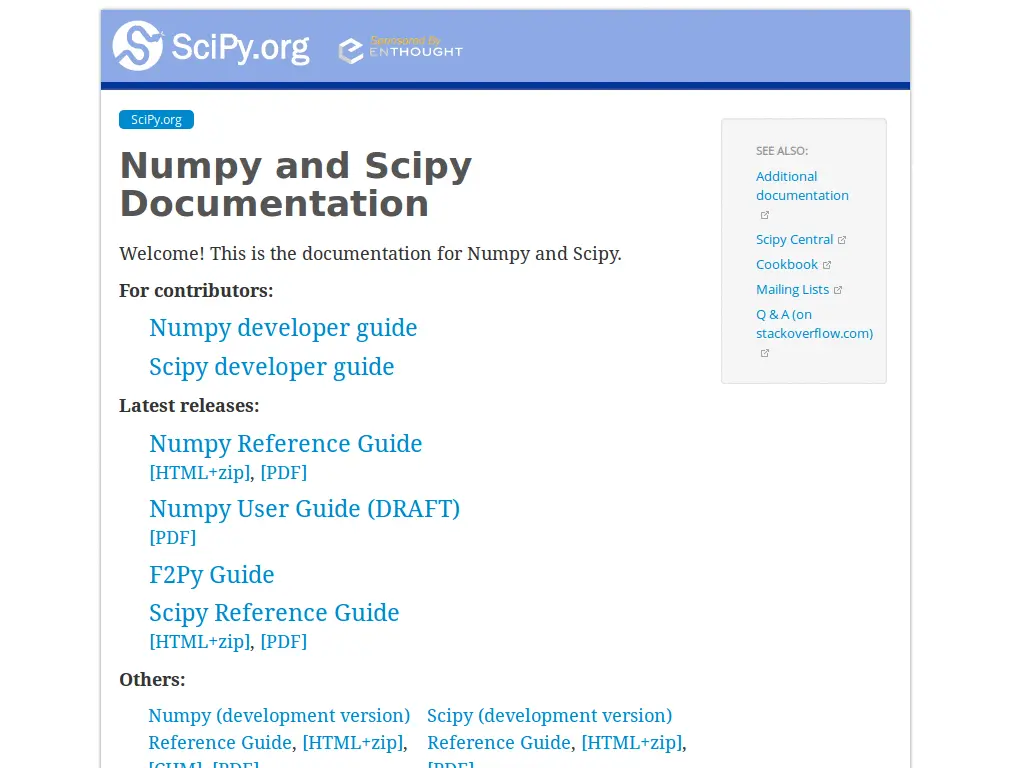 SciPy.org
Sponsored By
ENTHOUGHT
SciPy.org
Numpy and Scipy
Documentation
Welcome! This is the documentation for Numpy and Scipy.
For contributors:
Numpy developer guide
Scipy developer guide
Latest releases:
Numpy Reference Guide
[HTML+zip], [PDF]
Numpy User Guide (DRAFT)
[PDF]
F2Py Guide
Scipy Reference Guide
[HTML+zip], [PDF]
Others:
Numpy (development version)
Reference Guide, [HTML+zip],
[CHM], [PDF]
Scipy (development version)
Reference Guide, [HTML+zip],
[PDF]
SEE ALSO:
Additional
documentation
Scipy Central
Cookbook
Mailing Lists
Q & A (on
stackoverflow.com)